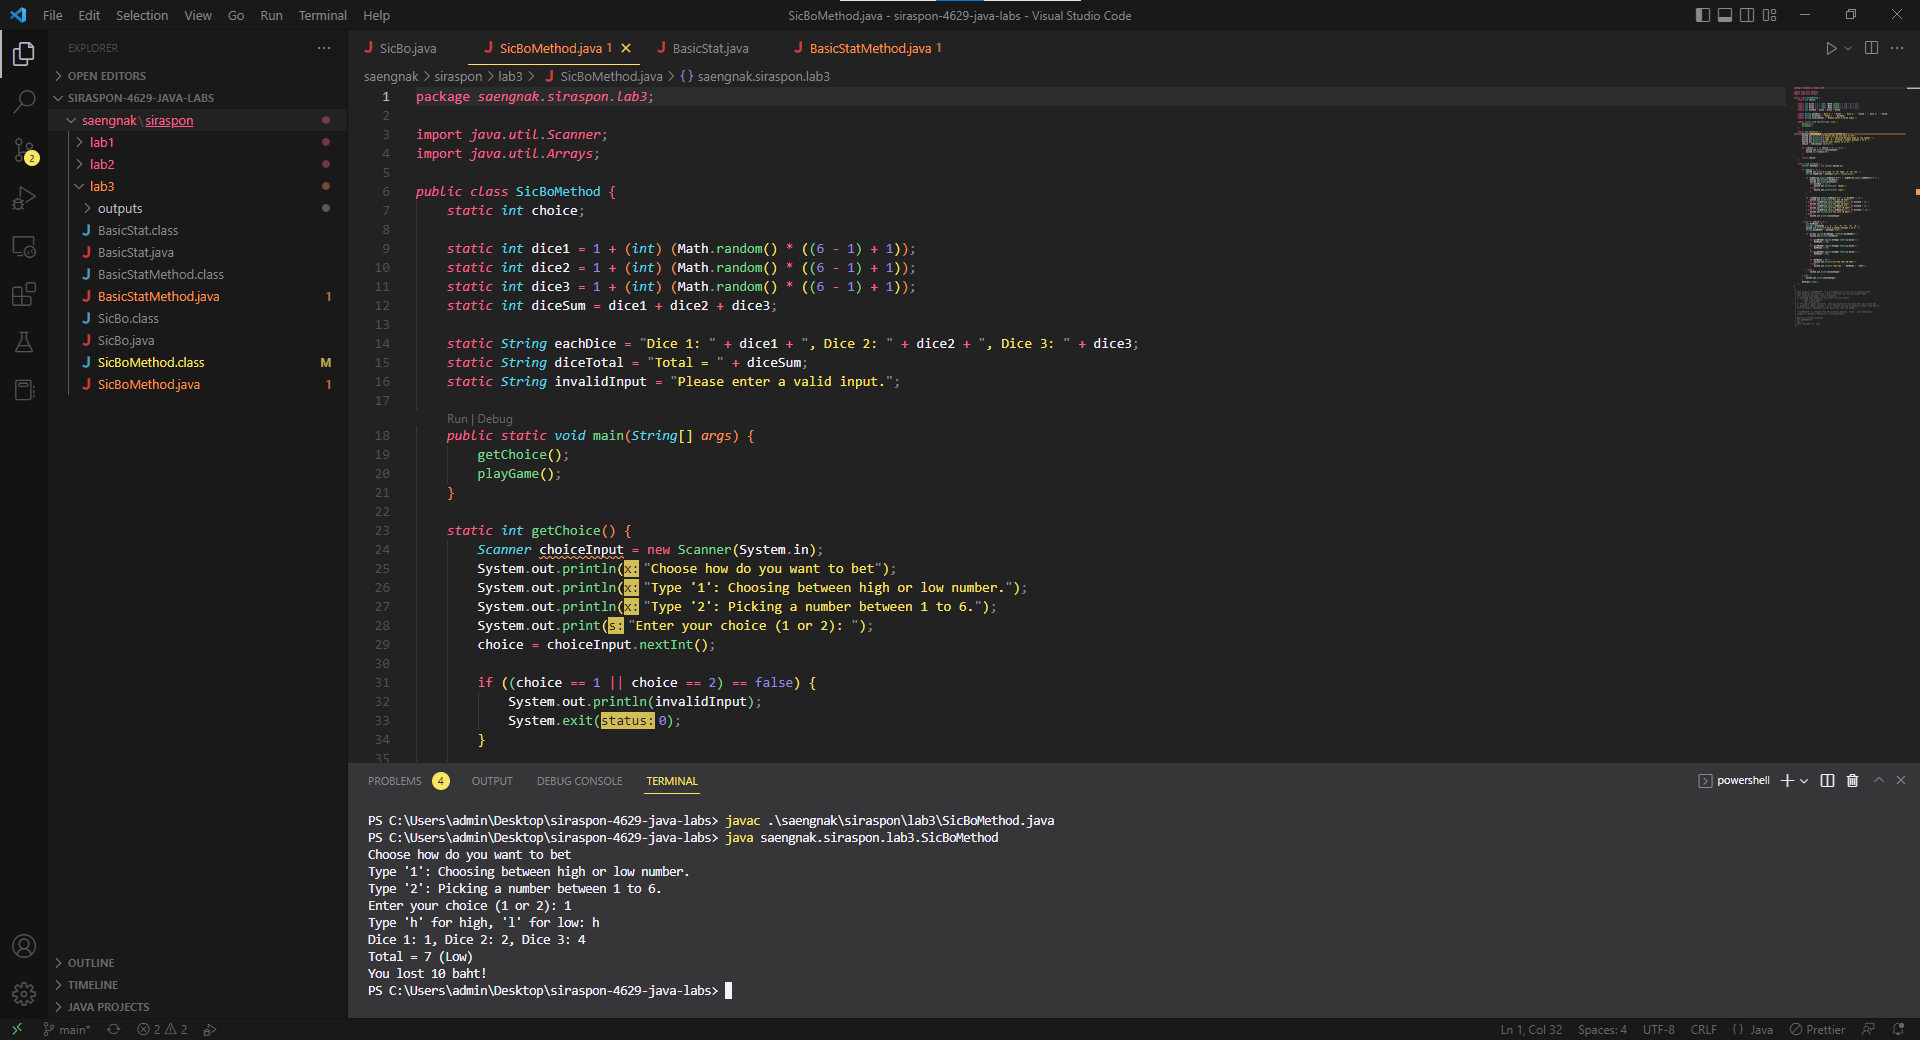 File Edit Selection View Go Run Terminal Help
SicBoMethod.java - siraspon-4629-java-labs - Visual Studio Code
EXPLORER
OPEN EDITORS
SIRASPON-4629-JAVA-LABS
saengnak\siraspon
lab1
lab2
lab3
outputs
BasicStat.class
BasicStat.java
BasicStatMethod.class
BasicStatMethod.java 1
SicBo.class
SicBo.java
SicBoMethod.class M
SicBoMethod.java 1
OUTLINE
TIMELINE
JAVA PROJECTS
2
SicBo.java SicBoMethod.java 1 BasicStat.java BasicStatMethod.java 1
saengnak > siraspon > lab3 > SicBoMethod.java > {} saengnak.siraspon.lab3
1 package saengnak.siraspon.lab3;
2
3 import java.util.Scanner;
4 import java.util.Arrays;
5
6 public class SicBoMethod {
7 static int choice;
8
9 static int dice1 = 1 + (int) (Math.random() * ((6 - 1) + 1));
10 static int dice2 = 1 + (int) (Math.random() * ((6 - 1) + 1));
11 static int dice3 = 1 + (int) (Math.random() * ((6 - 1) + 1));
12 static int diceSum = dice1 + dice2 + dice3;
13
14 static String eachDice = "Dice 1: " + dice1 + ", Dice 2: " + dice2 + ", Dice 3: " + dice3;
15 static String diceTotal = "Total = " + diceSum;
16 static String invalidInput = "Please enter a valid input.";
17
Run | Debug
18 public static void main(String[] args) {
19 getChoice();
20 playGame();
21 }
22
23 static int getChoice() {
24 Scanner choiceInput = new Scanner(System.in);
25 System.out.println(x: "Choose how do you want to bet");
26 System.out.println(x: "Type '1': Choosing between high or low number.");
27 System.out.println(x: "Type '2': Picking a number between 1 to 6.");
28 System.out.print(s: "Enter your choice (1 or 2): ");
29 choice = choiceInput.nextInt();
30
31 if ((choice == 1 || choice == 2) == false) {
32 System.out.println(invalidInput);
33 System.exit(status: 0);
34 }
35
PROBLEMS 4 OUTPUT DEBUG CONSOLE TERMINAL
powershell
PS C:\Users\admin\Desktop\siraspon-4629-java-labs> javac .\saengnak\siraspon\lab3\SicBoMethod.java
PS C:\Users\admin\Desktop\siraspon-4629-java-labs> java saengnak.siraspon.lab3.SicBoMethod
Choose how do you want to bet
Type '1': Choosing between high or low number.
Type '2': Picking a number between 1 to 6.
Enter your choice (1 or 2): 1
Type 'h' for high, 'l' for low: h
Dice 1: 1, Dice 2: 2, Dice 3: 4
Total = 7 (Low)
You lost 10 baht!
PS C:\Users\admin\Desktop\siraspon-4629-java-labs>
main* 2 2
Ln 1, Col 32 Spaces: 4 UTF-8 CRLF {} Java Prettier